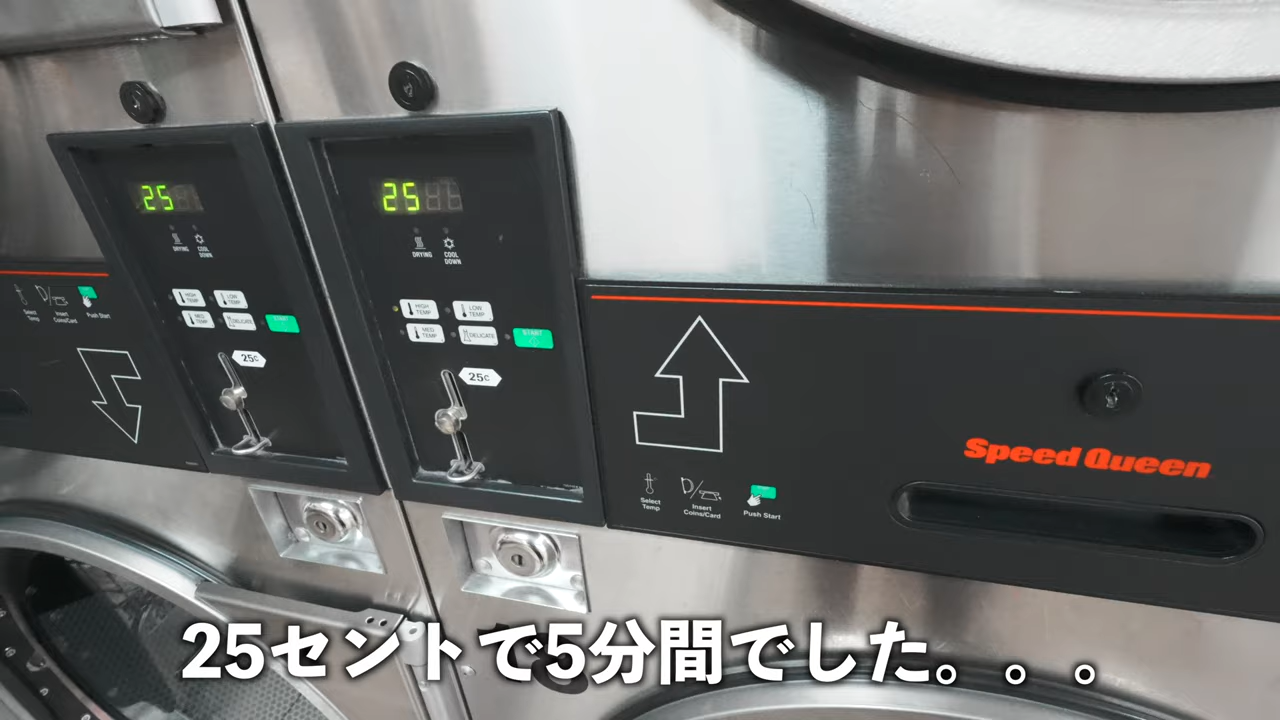 25
DRYING
COOL DOWN
HIGH TEMP
LOW TEMP
MED TEMP
DELICATE
25¢
Select Temp
Insert Coins/Card
Push Start
25
DRYING
COOL DOWN
HIGH TEMP
LOW TEMP
MED TEMP
DELICATE
START
25¢
Select Temp
Insert Coins/Card
Push Start
Speed Queen
25セントで5分間でした。。。